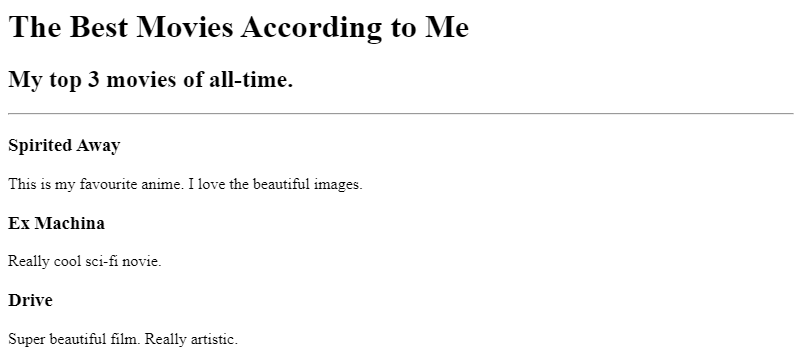 The Best Movies According to Me
My top 3 movies of all-time.
Spirited Away
This is my favourite anime. I love the beautiful images.
Ex Machina
Really cool sci-fi novie.
Drive
Super beautiful film. Really artistic.